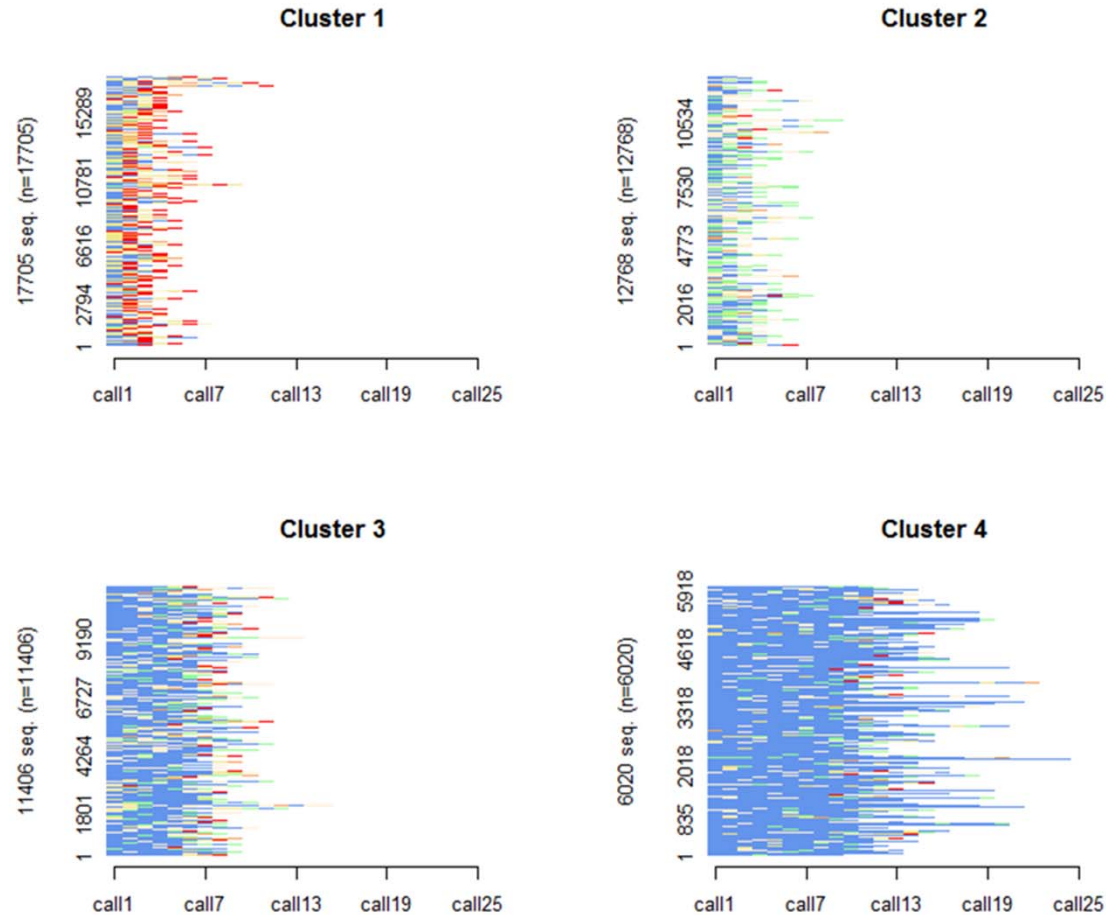 Cluster 1
17705 seq. (n=17705)
15289
10781
6616
2794
1
call1 call7 call13 call19 call25
Cluster 2
12768 seq. (n=12768)
10534
7530
4773
2016
1
call1 call7 call13 call19 call25
Cluster 3
11406 seq. (n=11406)
9190
6727
4264
1801
1
call1 call7 call13 call19 call25
Cluster 4
6020 seq. (n=6020)
5918
4618
3318
2018
835
1
call1 call7 call13 call19 call25